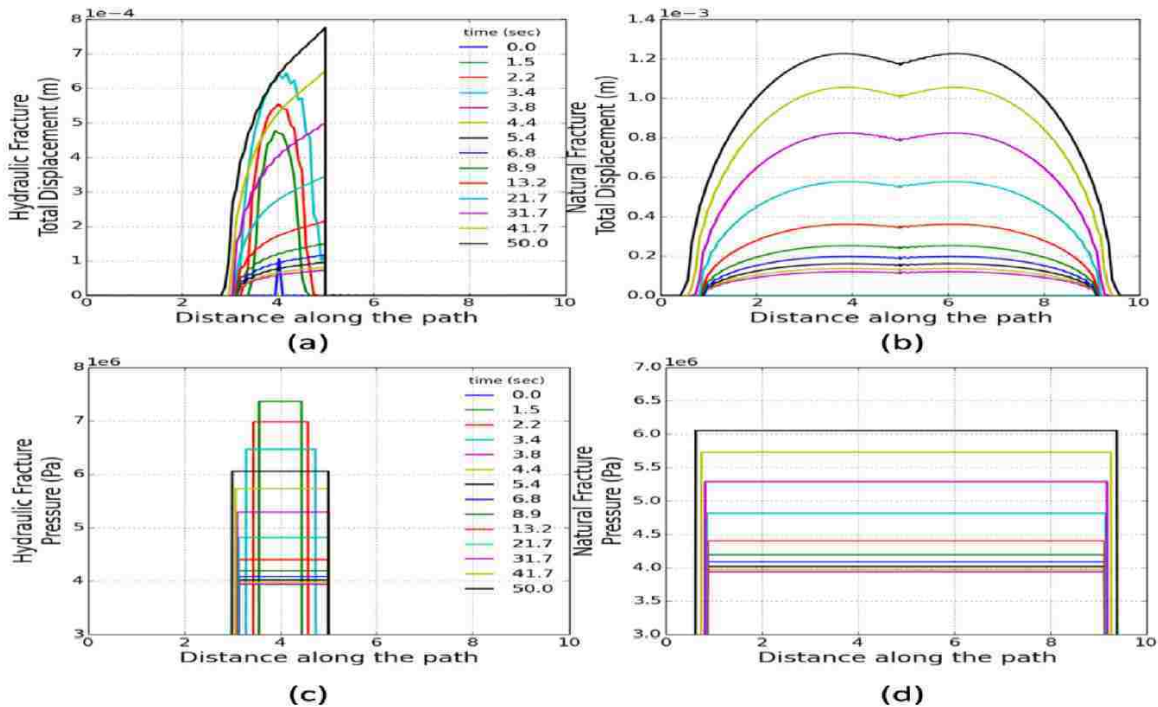 8 1e−4
7
6
5
4
3
2
1
0
0 2 4 6 8 10
Hydraulic Fracture
Total Displacement (m)
Distance along the path
time (sec)
0.0
1.5
2.2
3.4
3.8
4.4
5.4
6.8
8.9
13.2
21.7
31.7
41.7
50.0
(a)
1.4 1e−3
1.2
1.0
0.8
0.6
0.4
0.2
0.0
0 2 4 6 8 10
Natural Fracture
Total Displacement (m)
Distance along the path
(b)
8 1e6
7
6
5
4
3
0 2 4 6 8 10
Hydraulic Fracture
Pressure (Pa)
Distance along the path
time (sec)
0.0
1.5
2.2
3.4
3.8
4.4
5.4
6.8
8.9
13.2
21.7
31.7
41.7
50.0
(c)
7.0 1e6
6.5
6.0
5.5
5.0
4.5
4.0
3.5
3.0
0 2 4 6 8 10
Natural Fracture
Pressure (Pa)
Distance along the path
(d)